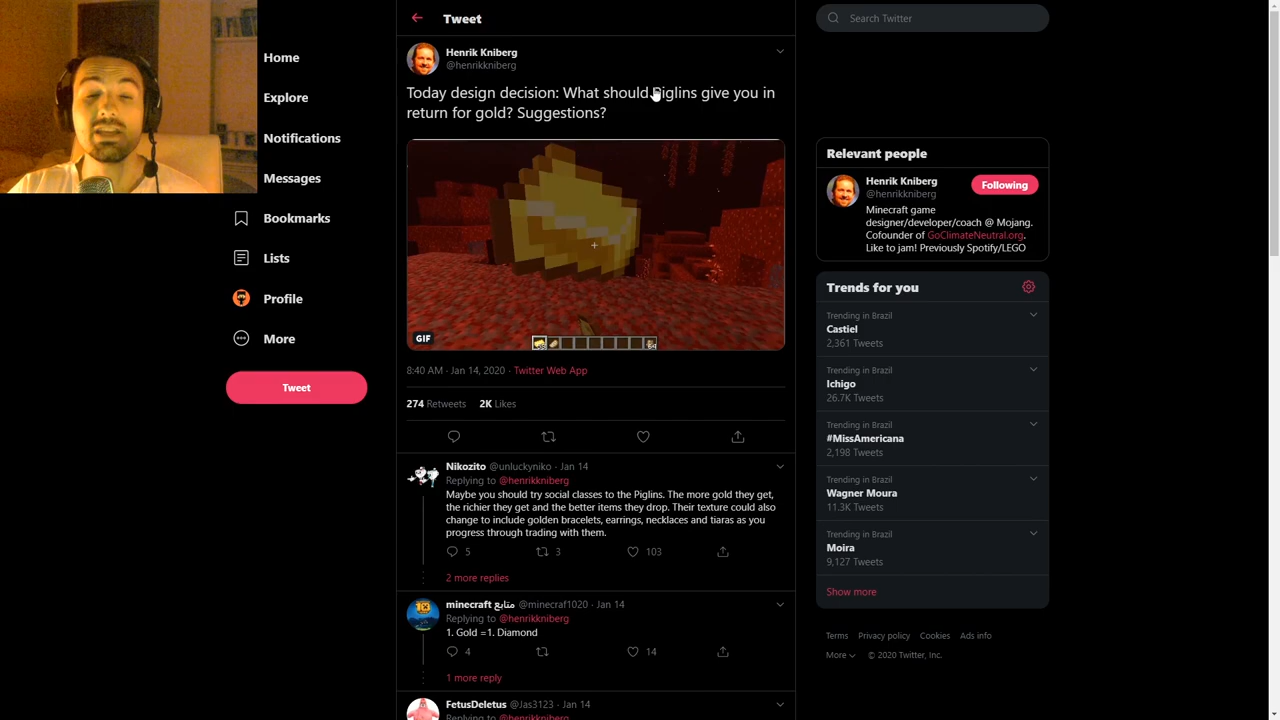 Home
Explore
Notifications
Messages
Bookmarks
Lists
Profile
More
Tweet
Tweet
Henrik Kniberg
@henrikkniberg
Today design decision: What should Piglins give you in
return for gold? Suggestions?
GIF
64
8:40 AM · Jan 14, 2020 · Twitter Web App
274 Retweets 2K Likes
Nikozito @unluckyniko · Jan 14
Replying to @henrikkniberg
Maybe you should try social classes to the Piglins. The more gold they get,
the richier they get and the better items they drop. Their texture could also
change to include golden bracelets, earrings, necklaces and tiaras as you
progress through trading with them.
5 3 103
2 more replies
minecraft متابع @minecraf1020 · Jan 14
Replying to @henrikkniberg
1. Gold =1. Diamond
4 14
1 more reply
FetusDeletus @Jas3123 · Jan 14
Replying to @henrikkniberg
Search Twitter
Relevant people
Henrik Kniberg
@henrikkniberg
Following
Minecraft game
designer/developer/coach @ Mojang.
Cofounder of GoClimateNeutral.org.
Like to jam! Previously Spotify/LEGO
Trends for you
Trending in Brazil
Castiel
2,361 Tweets
Trending in Brazil
Ichigo
26.7K Tweets
Trending in Brazil
#MissAmericana
2,198 Tweets
Trending in Brazil
Wagner Moura
11.3K Tweets
Trending in Brazil
Moira
9,127 Tweets
Show more
Terms Privacy policy Cookies Ads info
More © 2020 Twitter, Inc.